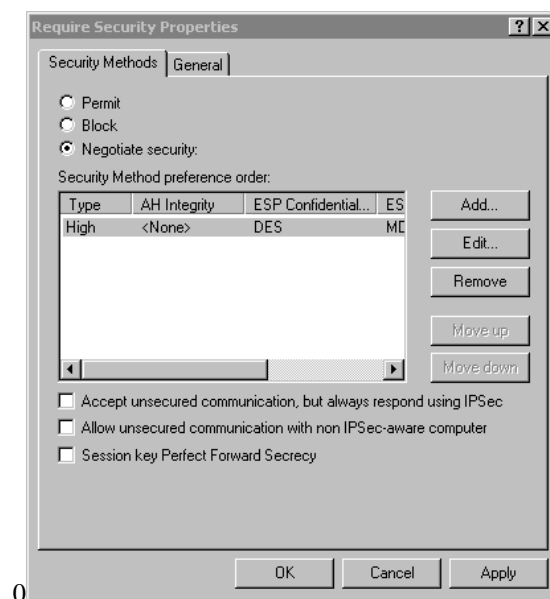 Require Security Properties
? X
Security Methods General
Permit
Block
Negotiate security:
Security Method preference order:
Type AH Integrity ESP Confidential... ES
High <None> DES MD
Add...
Edit...
Remove
Move up
Move down
Accept unsecured communication, but always respond using IPSec
Allow unsecured communication with non IPSec-aware computer
Session key Perfect Forward Secrecy
OK Cancel Apply
0